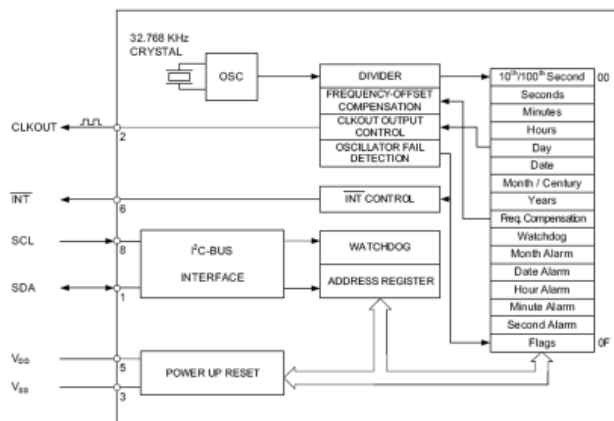 32.768 KHz
CRYSTAL
OSC
DIVIDER
FREQUENCY-OFFSET
COMPENSATION
CLKOUT OUTPUT
CONTROL
OSCILLATOR FAIL
DETECTION
INT CONTROL
CLKOUT
2
INT
6
SCL
8
SDA
1
I²C-BUS
INTERFACE
WATCHDOG
ADDRESS REGISTER
VDD
5
VSS
3
POWER UP RESET
10th/100th Second
00
Seconds
Minutes
Hours
Day
Date
Month / Century
Years
Freq. Compensation
Watchdog
Month Alarm
Date Alarm
Hour Alarm
Minute Alarm
Second Alarm
Flags
0F